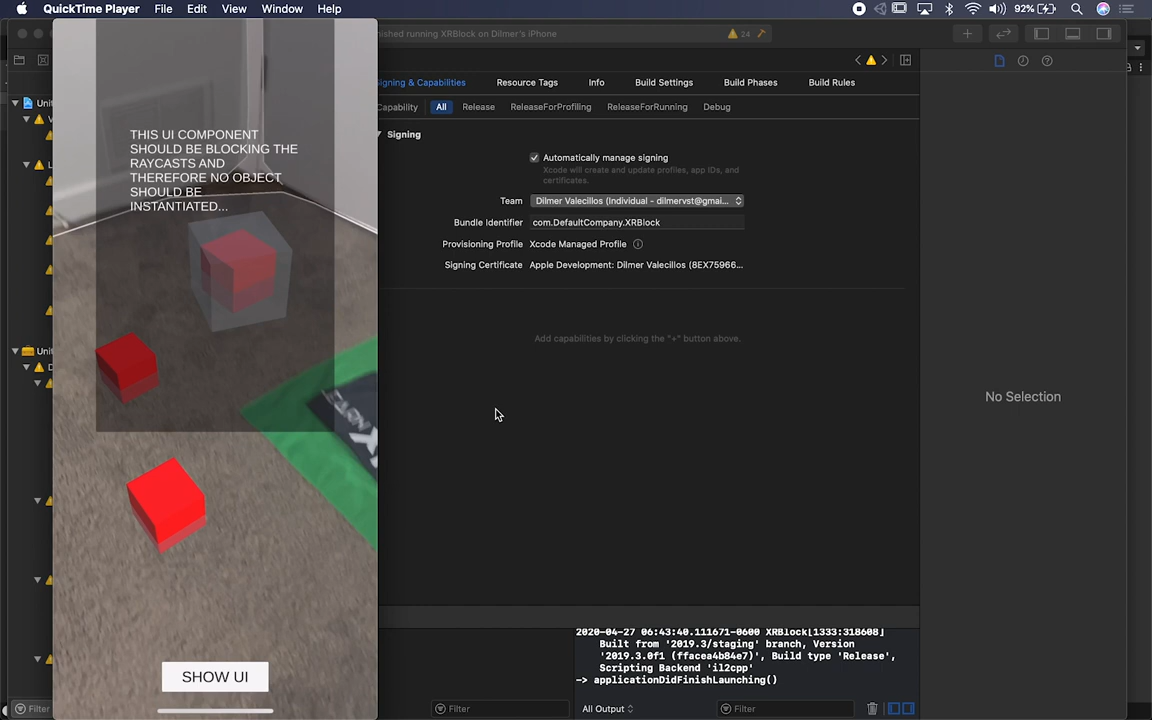 QuickTime Player File Edit View Window Help 92%
nished running XRBlock on Dilmer's iPhone 24
igning & Capabilities Resource Tags Info Build Settings Build Phases Build Rules
Capability All Release ReleaseForProfiling ReleaseForRunning Debug
Unit
Signing
Automatically manage signing
Xcode will create and update profiles, app IDs, and
certificates.
Team Dilmer Valecillos (Individual - dilmervst@gmai...
Bundle Identifier com.DefaultCompany.XRBlock
Provisioning Profile Xcode Managed Profile
Signing Certificate Apple Development: Dilmer Valecillos (8EX75966...
Add capabilities by clicking the "+" button above.
No Selection
THIS UI COMPONENT
SHOULD BE BLOCKING THE
RAYCASTS AND
THEREFORE NO OBJECT
SHOULD BE
INSTANTIATED...
Unit
SHOW UI
2020-04-27 06:43:40.111671-0600 XRBlock[1333:318608]
Built from '2019.3/staging' branch, Version
'2019.3.0f1 (ffacea4b84e7)', Build type 'Release',
Scripting Backend 'il2cpp'
-> applicationDidFinishLaunching()
Filter Filter All Output Filter